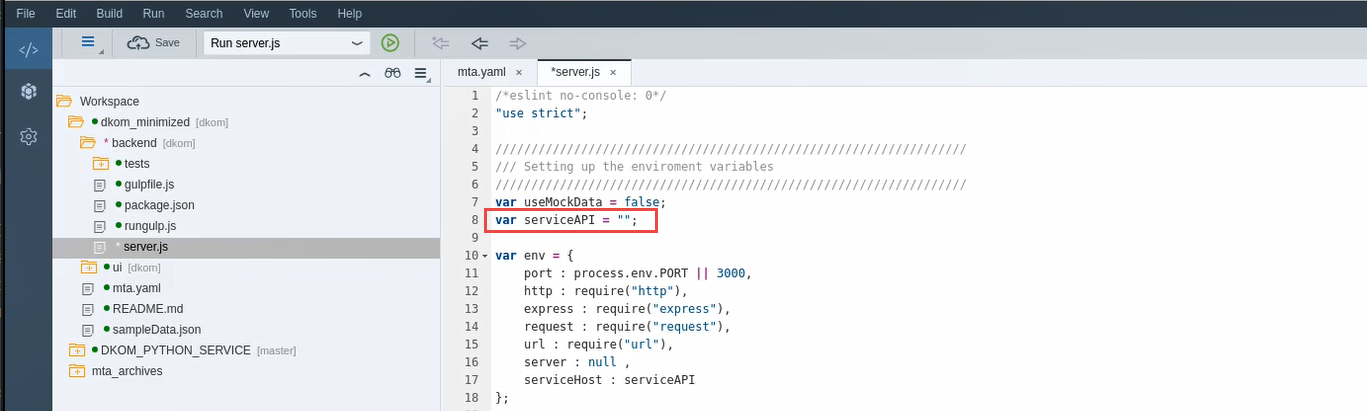 File Edit Build Run Search View Tools Help
</> Save Run server.js
mta.yaml × *server.js ×
Workspace
dkom_minimized [dkom]
* backend [dkom]
tests
gulpfile.js
package.json
rungulp.js
* server.js
ui [dkom]
mta.yaml
README.md
sampleData.json
DKOM_PYTHON_SERVICE [master]
mta_archives
1 /*eslint no-console: 0*/
2 "use strict";
3
4 //////////////////////////////////////////////////////////////////
5 /// Setting up the enviroment variables
6 //////////////////////////////////////////////////////////////////
7 var useMockData = false;
8 var serviceAPI = "";
9
10 var env = {
11 port : process.env.PORT || 3000,
12 http : require("http"),
13 express : require("express"),
14 request : require("request"),
15 url : require("url"),
16 server : null ,
17 serviceHost : serviceAPI
18 };